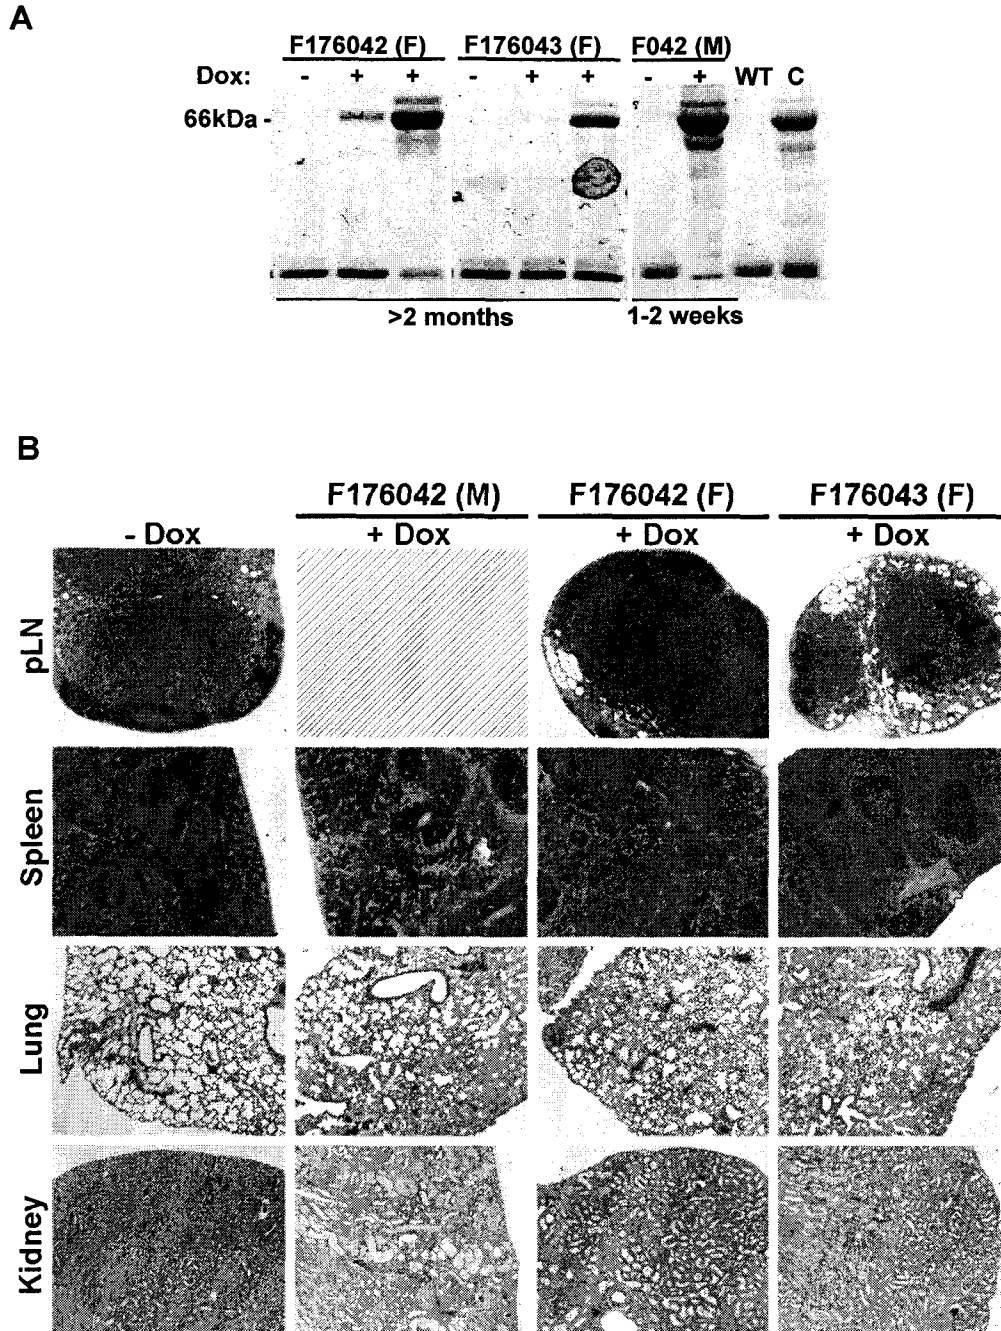 A
F176042 (F) F176043 (F) F042 (M)
Dox: - + + - + + - + WT C
66kDa -
>2 months 1-2 weeks
B
F176042 (M) F176042 (F) F176043 (F)
- Dox + Dox + Dox + Dox
pLN
Spleen
Lung
Kidney